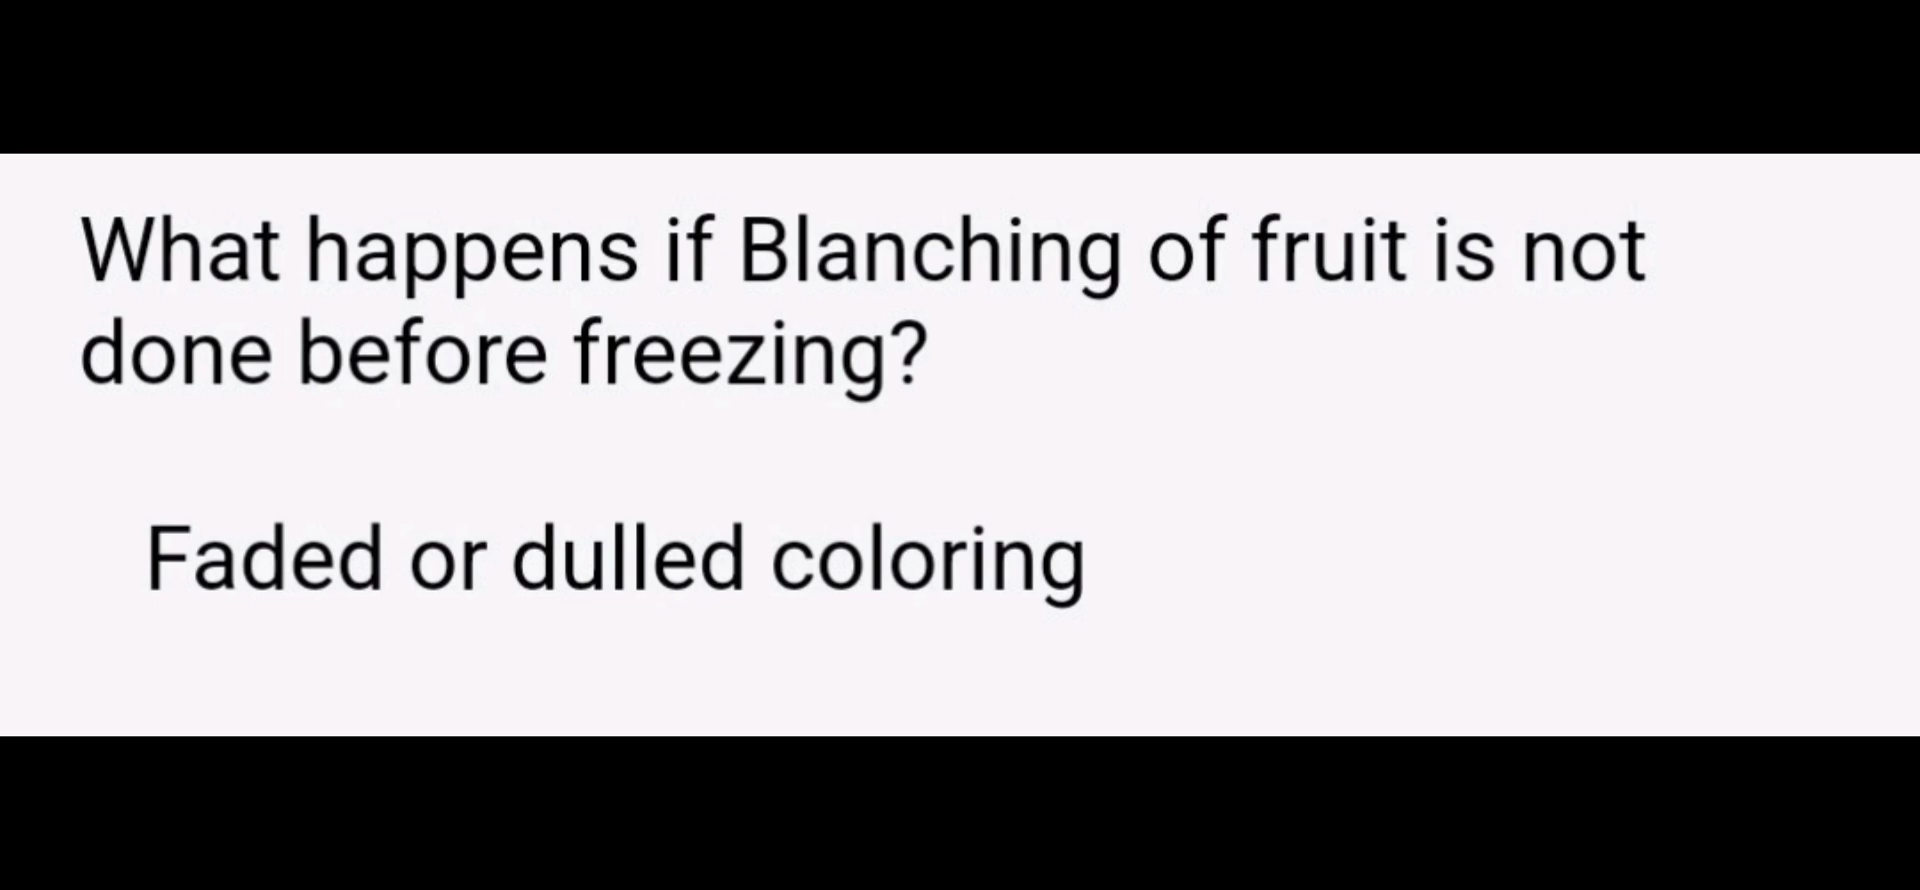 What happens if Blanching of fruit is not
done before freezing?
Faded or dulled coloring